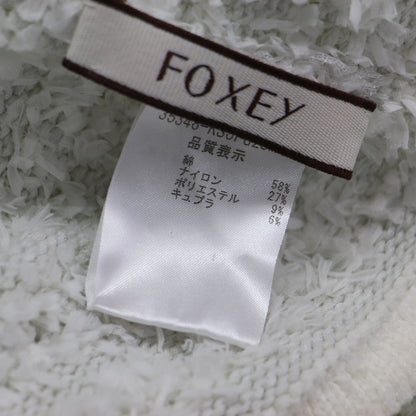 FOXEY
品質表示
綿 58%
ナイロン 27%
ポリエステル 9%
キュプラ 6%